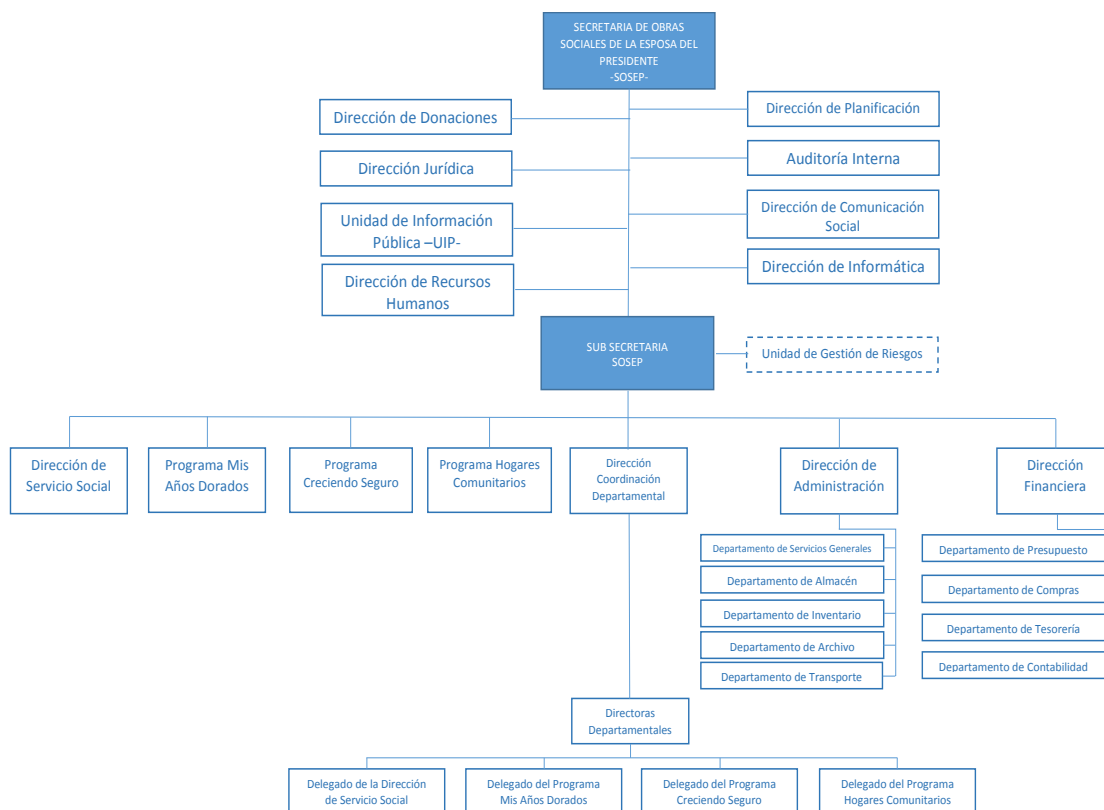 SECRETARIA DE OBRAS
SOCIALES DE LA ESPOSA DEL
PRESIDENTE
-SOSEP-
Dirección de Donaciones
Dirección de Planificación
Dirección Jurídica
Auditoría Interna
Unidad de Información
Pública –UIP-
Dirección de Comunicación
Social
Dirección de Recursos
Humanos
Dirección de Informática
SUB SECRETARIA
SOSEP
Unidad de Gestión de Riesgos
Dirección de
Servicio Social
Programa Mis
Años Dorados
Programa
Creciendo Seguro
Programa Hogares
Comunitarios
Dirección
Coordinación
Departamental
Dirección de
Administración
Dirección
Financiera
Departamento de Servicios Generales
Departamento de Almacén
Departamento de Inventario
Departamento de Archivo
Departamento de Transporte
Departamento de Presupuesto
Departamento de Compras
Departamento de Tesorería
Departamento de Contabilidad
Directoras
Departamentales
Delegado de la Dirección
de Servicio Social
Delegado del Programa
Mis Años Dorados
Delegado del Programa
Creciendo Seguro
Delegado del Programa
Hogares Comunitarios